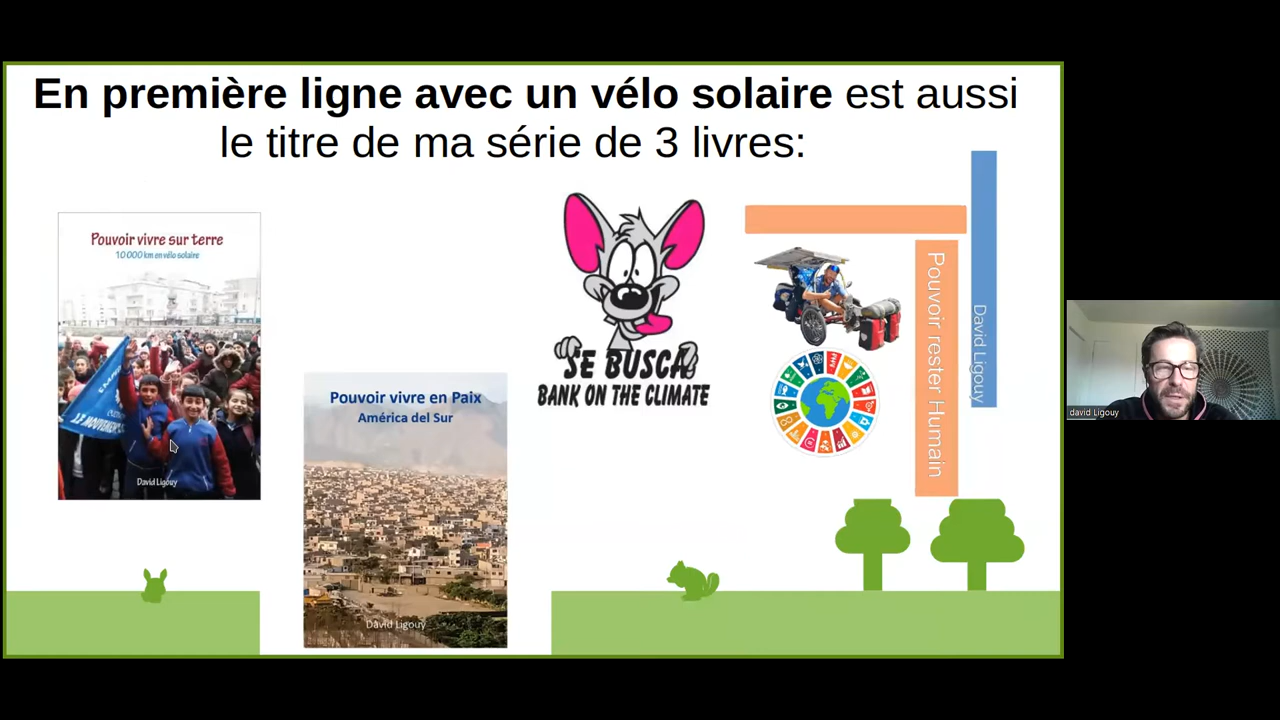 En première ligne avec un vélo solaire est aussi
le titre de ma série de 3 livres:
Pouvoir vivre sur terre
10 000 km en vélo solaire
David Ligouy
Pouvoir vivre en Paix
América del Sur
David Ligouy
SE BUSCA
BANK ON THE CLIMATE
Pouvoir rester Humain
David Ligouy
david Ligouy